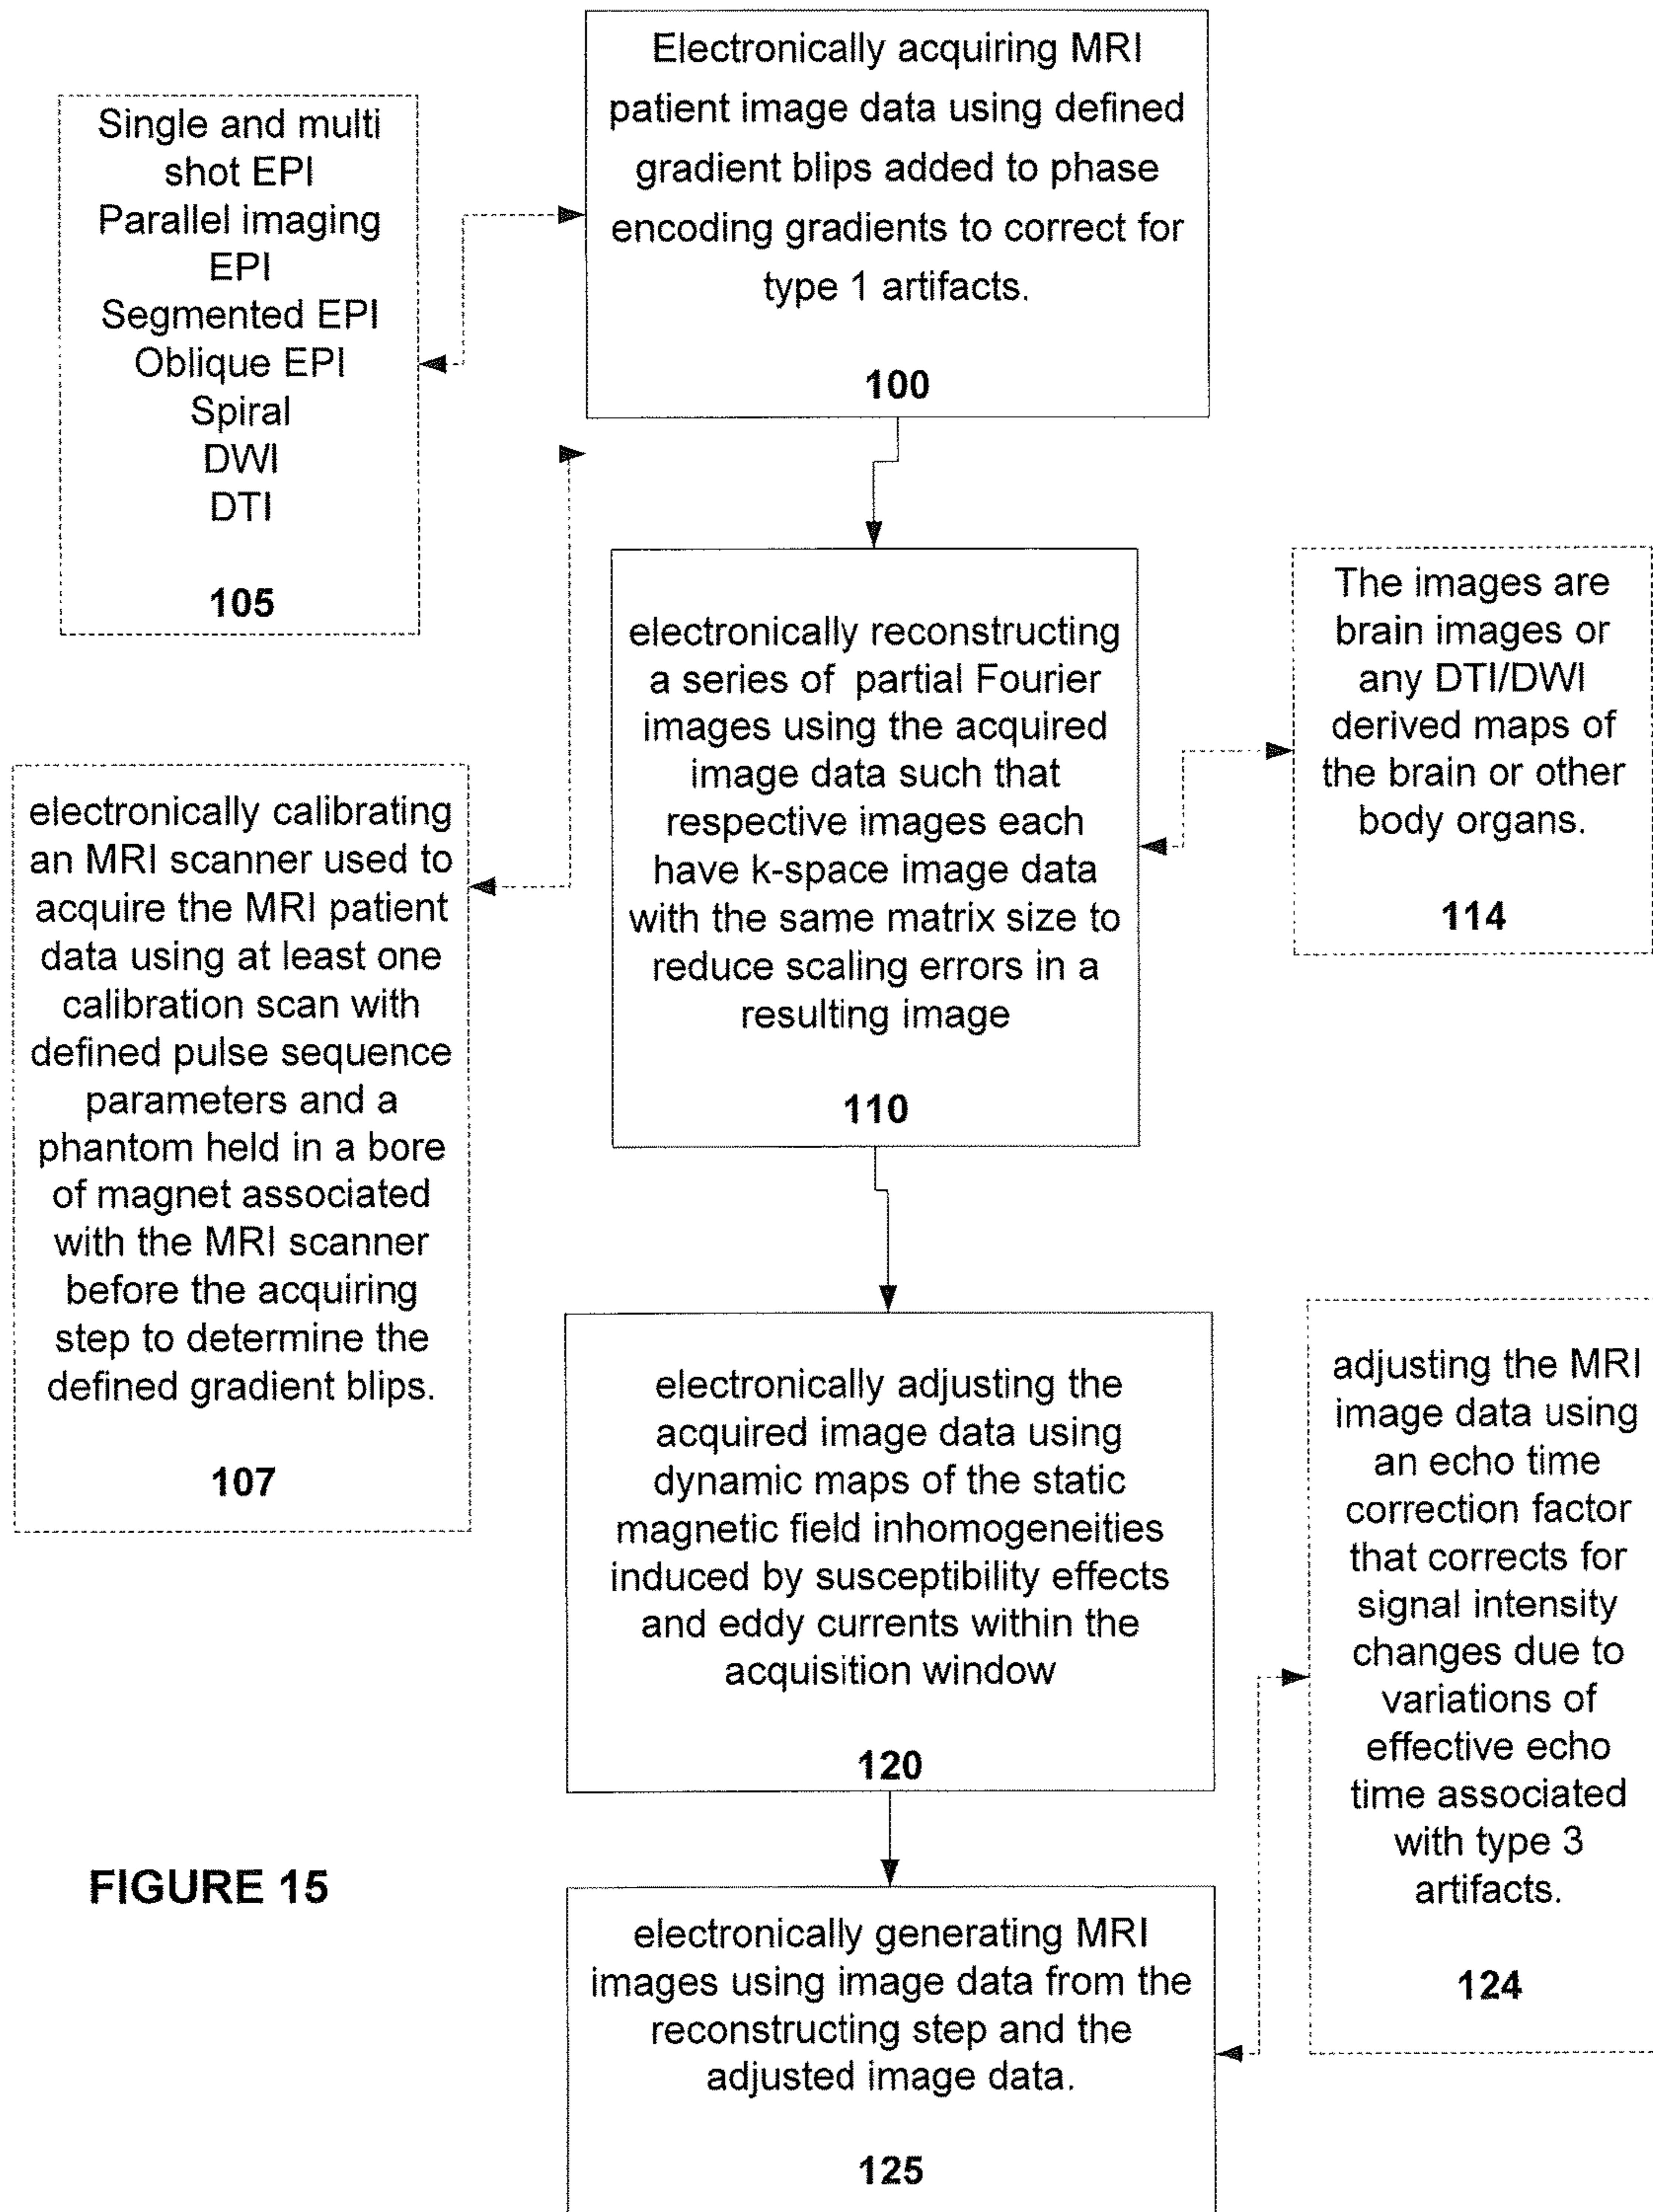 Electronically acquiring MRI
patient image data using defined
gradient blips added to phase
encoding gradients to correct for
type 1 artifacts.
100
Single and multi
shot EPI
Parallel imaging
EPI
Segmented EPI
Oblique EPI
Spiral
DWI
DTI
105
electronically reconstructing
a series of partial Fourier
images using the acquired
image data such that
respective images each
have k-space image data
with the same matrix size to
reduce scaling errors in a
resulting image
110
The images are
brain images or
any DTI/DWI
derived maps of
the brain or other
body organs.
114
electronically calibrating
an MRI scanner used to
acquire the MRI patient
data using at least one
calibration scan with
defined pulse sequence
parameters and a
phantom held in a bore
of magnet associated
with the MRI scanner
before the acquiring
step to determine the
defined gradient blips.
107
electronically adjusting the
acquired image data using
dynamic maps of the static
magnetic field inhomogeneities
induced by susceptibility effects
and eddy currents within the
acquisition window
120
adjusting the MRI
image data using
an echo time
correction factor
that corrects for
signal intensity
changes due to
variations of
effective echo
time associated
with type 3
artifacts.
124
FIGURE 15
electronically generating MRI
images using image data from the
reconstructing step and the
adjusted image data.
125